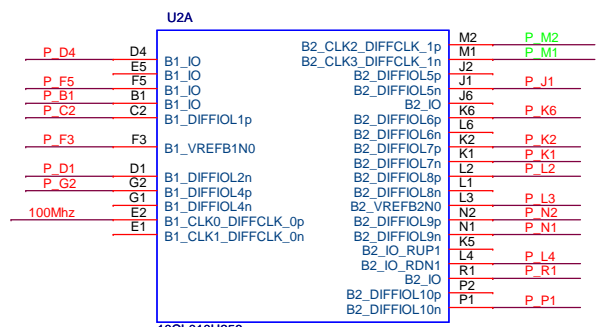 U2A
P_D4 D4 B1_IO
E5 B1_IO
P_F5 F5 B1_IO
P_B1 B1 B1_IO
P_C2 C2 B1_DIFFIOL1p
P_F3 F3 B1_VREFB1N0
P_D1 D1 B1_DIFFIOL2n
P_G2 G2 B1_DIFFIOL4p
G1 B1_DIFFIOL4n
100Mhz E2 B1_CLK0_DIFFCLK_0p
E1 B1_CLK1_DIFFCLK_0n
B2_CLK2_DIFFCLK_1p M2 P_M2
B2_CLK3_DIFFCLK_1n M1 P_M1
B2_DIFFIOL5p J2
B2_DIFFIOL5n J1 P_J1
B2_IO J6
B2_DIFFIOL6p K6 P_K6
B2_DIFFIOL6n L6
B2_DIFFIOL7p K2 P_K2
B2_DIFFIOL7n K1 P_K1
B2_DIFFIOL8p L2 P_L2
B2_DIFFIOL8n L1
B2_VREFB2N0 L3 P_L3
B2_DIFFIOL9p N2 P_N2
B2_DIFFIOL9n N1 P_N1
B2_IO_RUP1 K5
B2_IO_RDN1 L4 P_L4
B2_IO R1 P_R1
B2_DIFFIOL10p P2
B2_DIFFIOL10n P1 P_P1